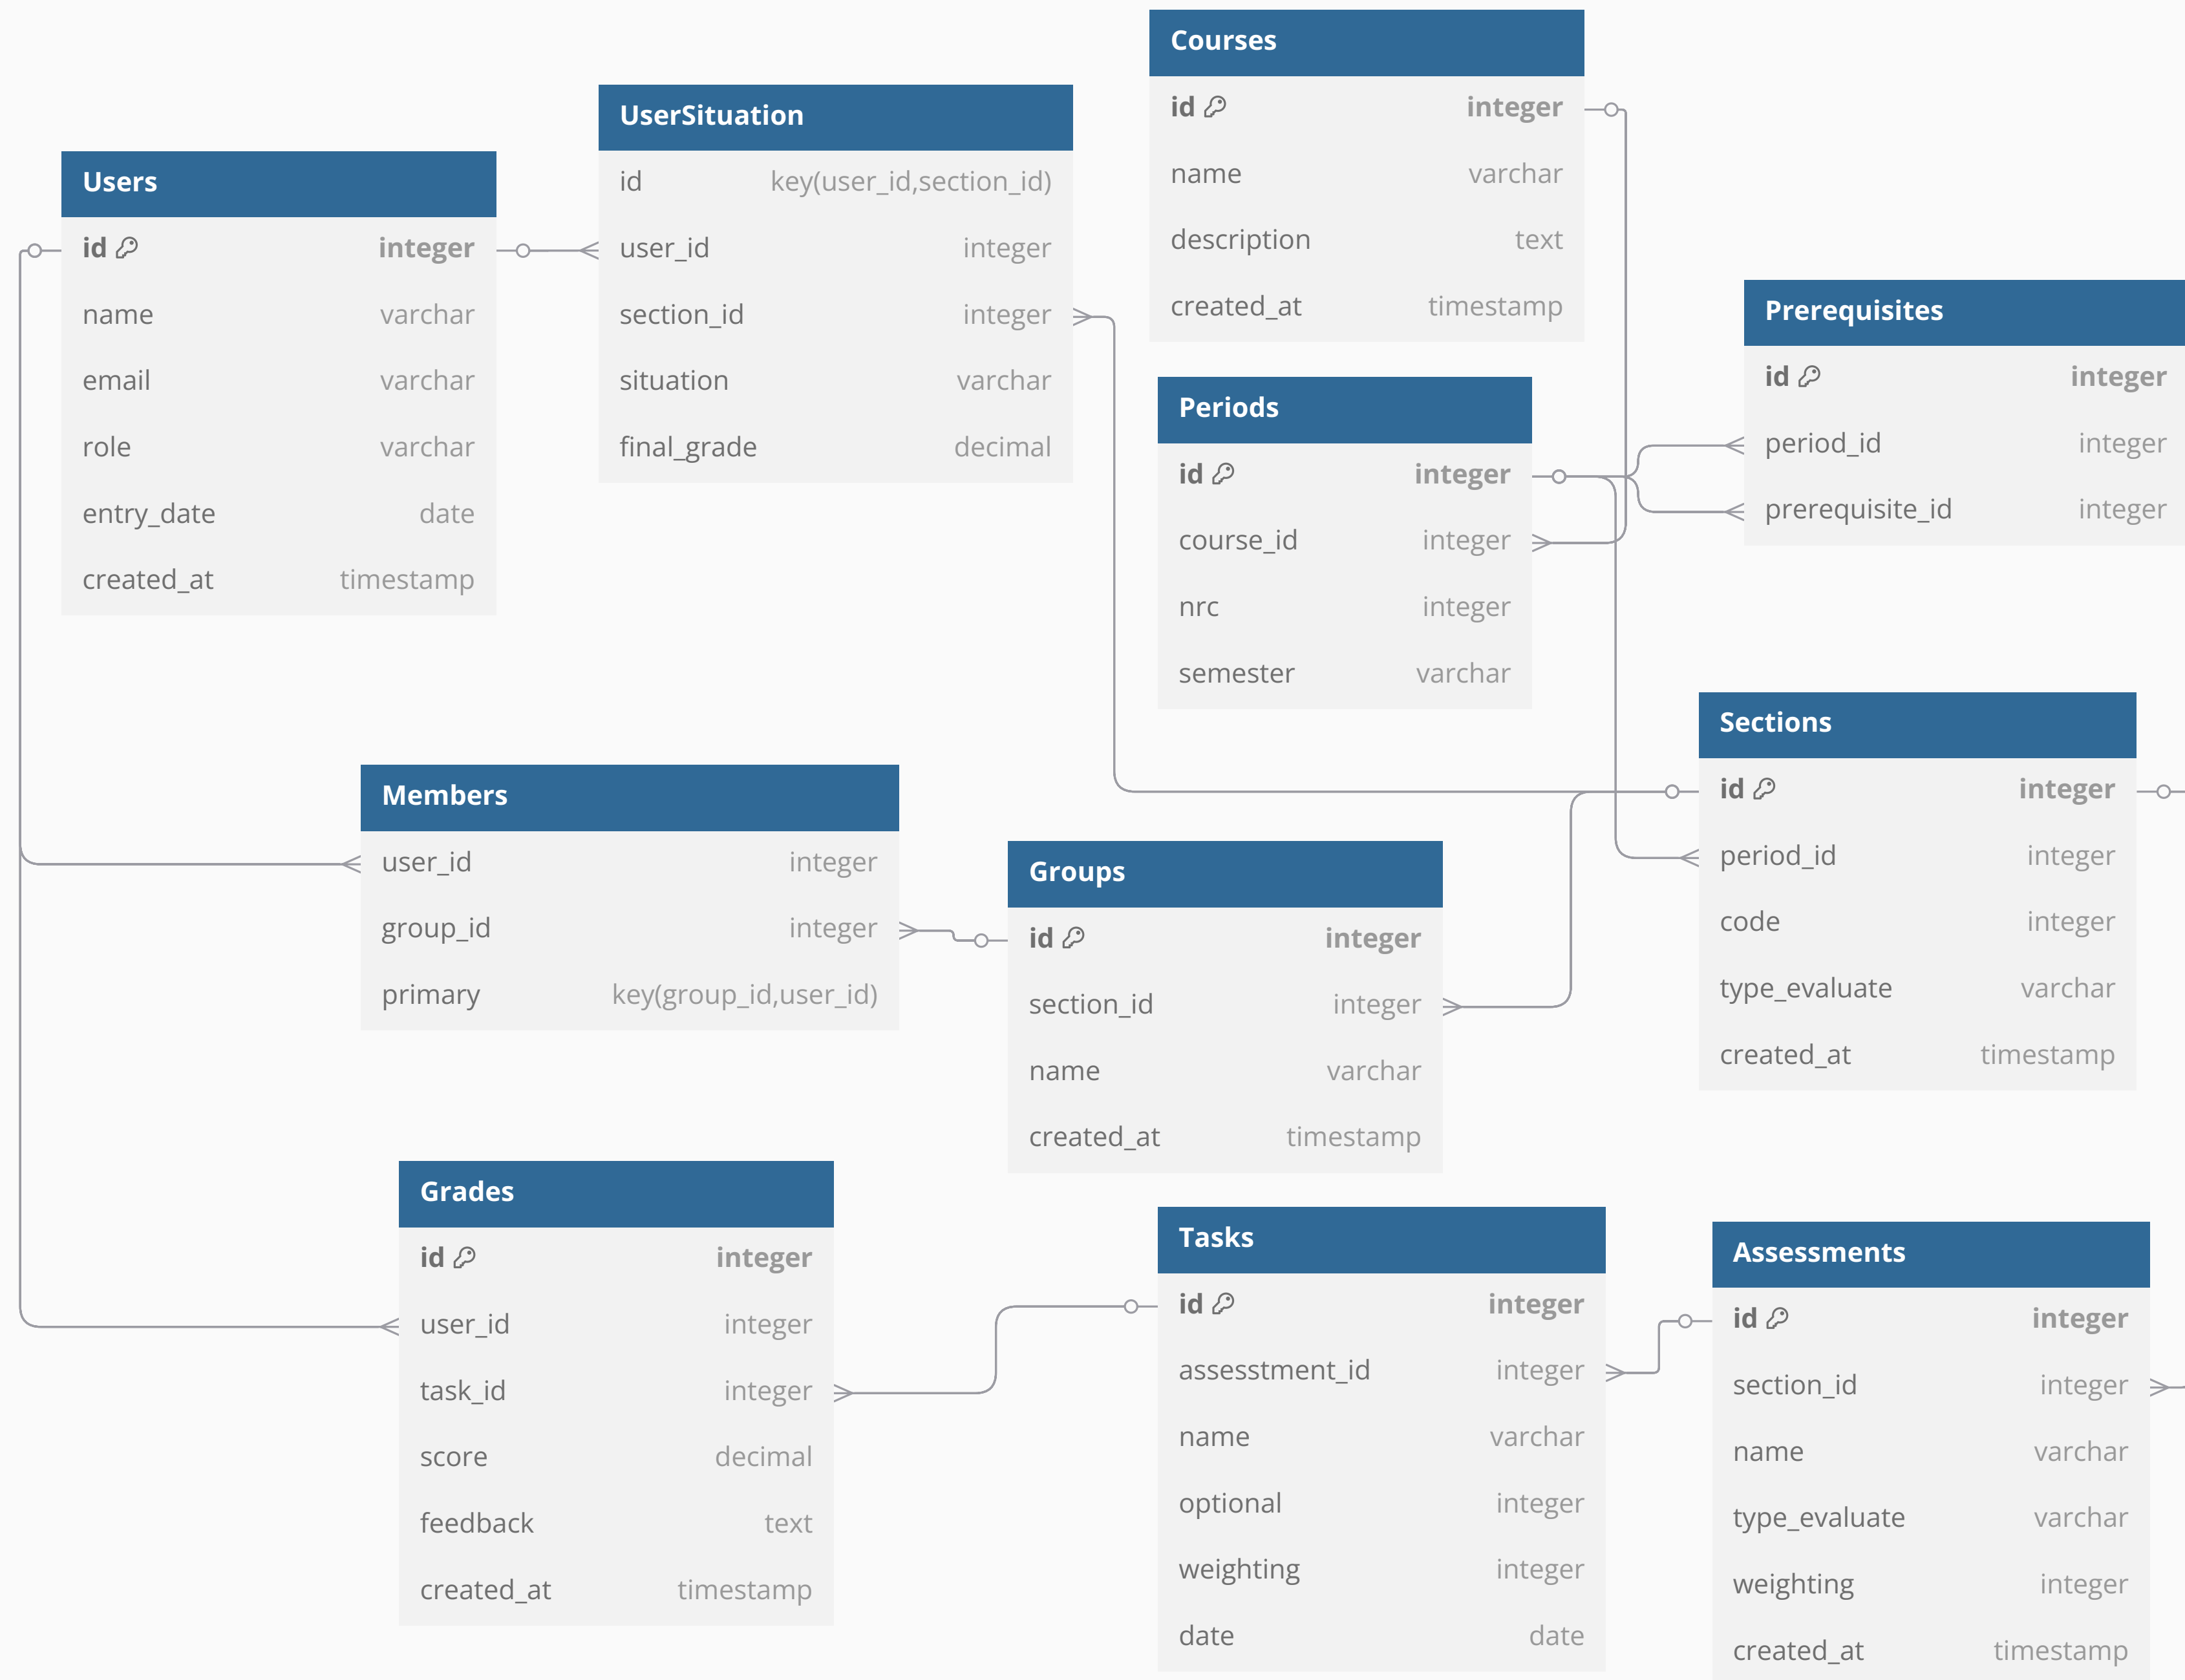 Courses
id integer
name varchar
description text
created_at timestamp
UserSituation
id key(user_id,section_id)
user_id integer
section_id integer
situation varchar
final_grade decimal
Users
id integer
name varchar
email varchar
role varchar
entry_date date
created_at timestamp
Prerequisites
id integer
period_id integer
prerequisite_id integer
Periods
id integer
course_id integer
nrc integer
semester varchar
Sections
id integer
period_id integer
code integer
type_evaluate varchar
created_at timestamp
Members
user_id integer
group_id integer
primary key(group_id,user_id)
Groups
id integer
section_id integer
name varchar
created_at timestamp
Grades
id integer
user_id integer
task_id integer
score decimal
feedback text
created_at timestamp
Tasks
id integer
assesstment_id integer
name varchar
optional integer
weighting integer
date date
Assessments
id integer
section_id integer
name varchar
type_evaluate varchar
weighting integer
created_at timestamp